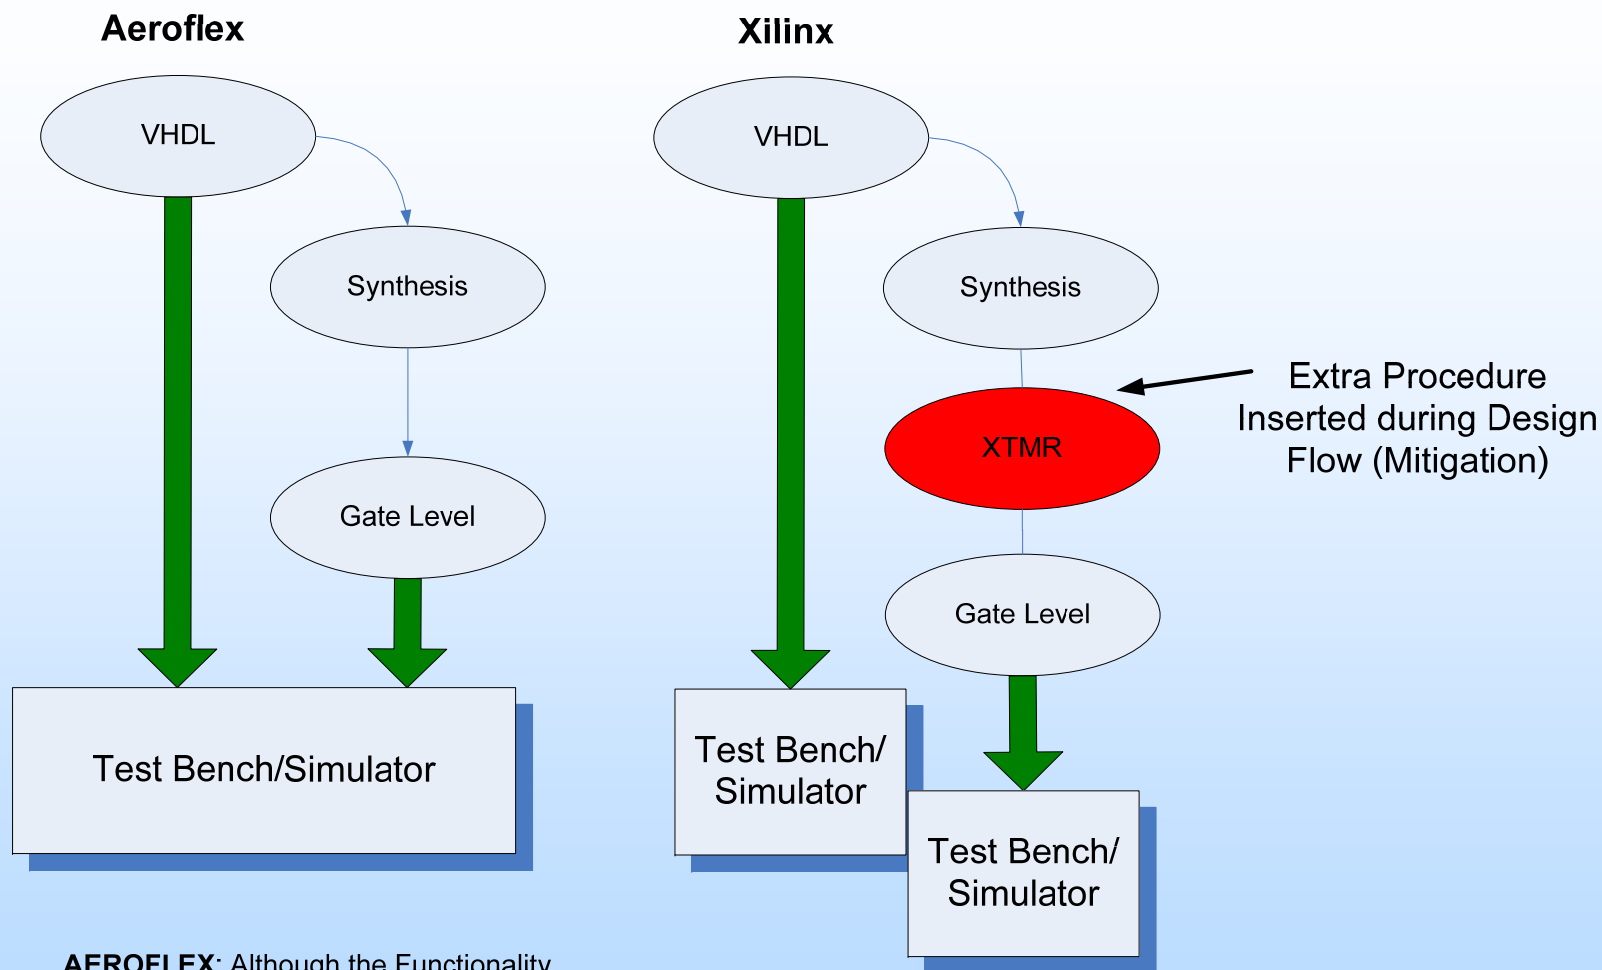 Aeroflex
VHDL
Synthesis
Gate Level
Test Bench/Simulator
Xilinx
VHDL
Synthesis
XTMR
Gate Level
Extra Procedure
Inserted during Design
Flow (Mitigation)
Test Bench/
Simulator
Test Bench/
Simulator
AEROFLEX: Although the Functionality